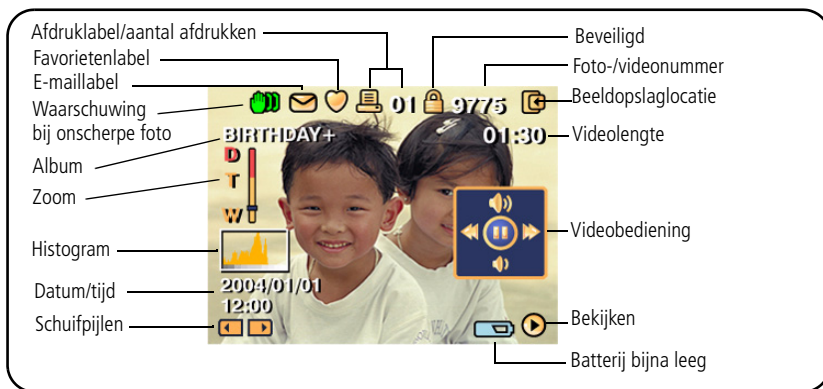 Afdruklabel/aantal afdrukken
Favorietenlabel
E-maillabel
Waarschuwing
bij onscherpe foto
Album
Zoom
Histogram
Datum/tijd
Schuifpijlen
01
9775
BIRTHDAY+
01:30
D
T
W
2004/01/01
12:00
Beveiligd
Foto-/videonummer
Beeldopslaglocatie
Videolengte
Videobediening
Bekijken
Batterij bijna leeg